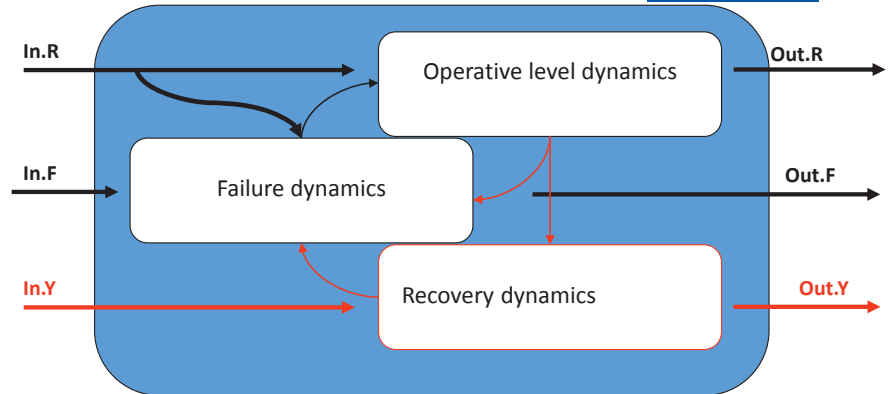 In.R
Operative level dynamics
Out.R
In.F
Failure dynamics
Out.F
In.Y
Recovery dynamics
Out.Y